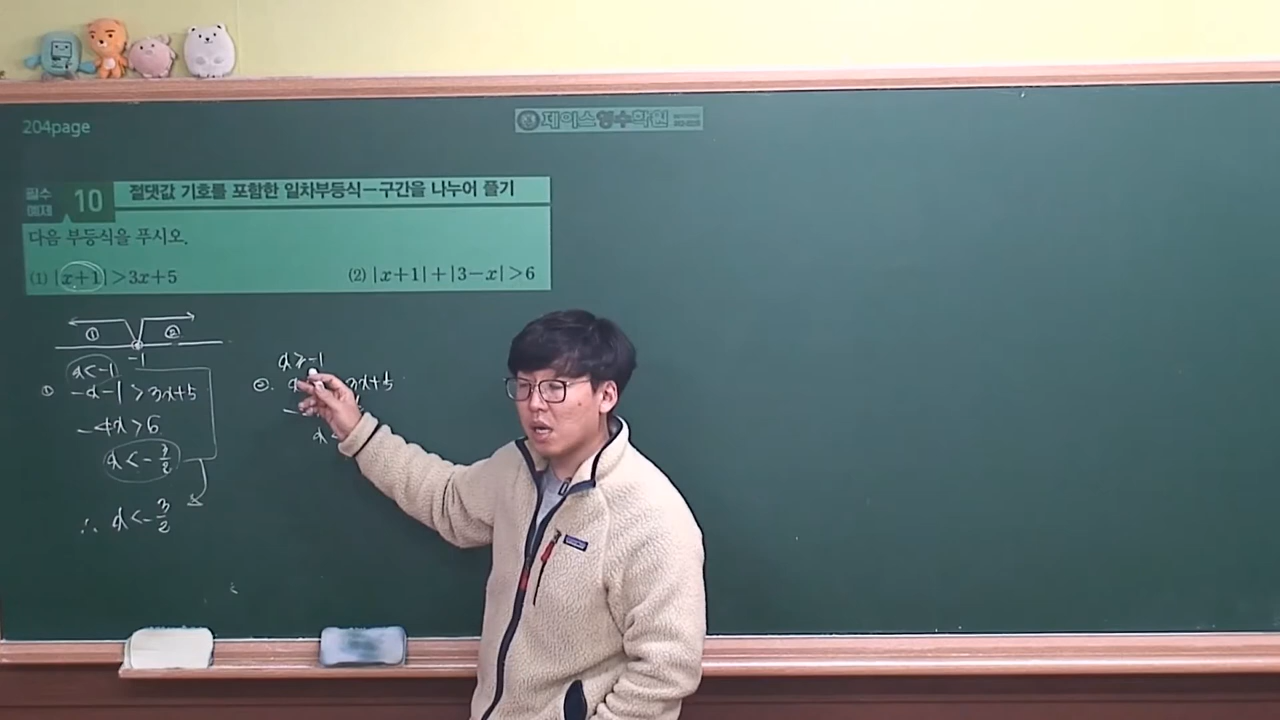 204page
제이스영수학원
필수 예제 10 절댓값 기호를 포함한 일차부등식-구간을 나누어 풀기
다음 부등식을 푸시오.
(1) |x+1|>3x+5 (2) |x+1|+|3-x|>6
① ②
-1
x<-1
① -x-1>3x+5
-4x>6
x<-3/2
∴ x<-3/2
x≥-1
②. 3x+5
x<